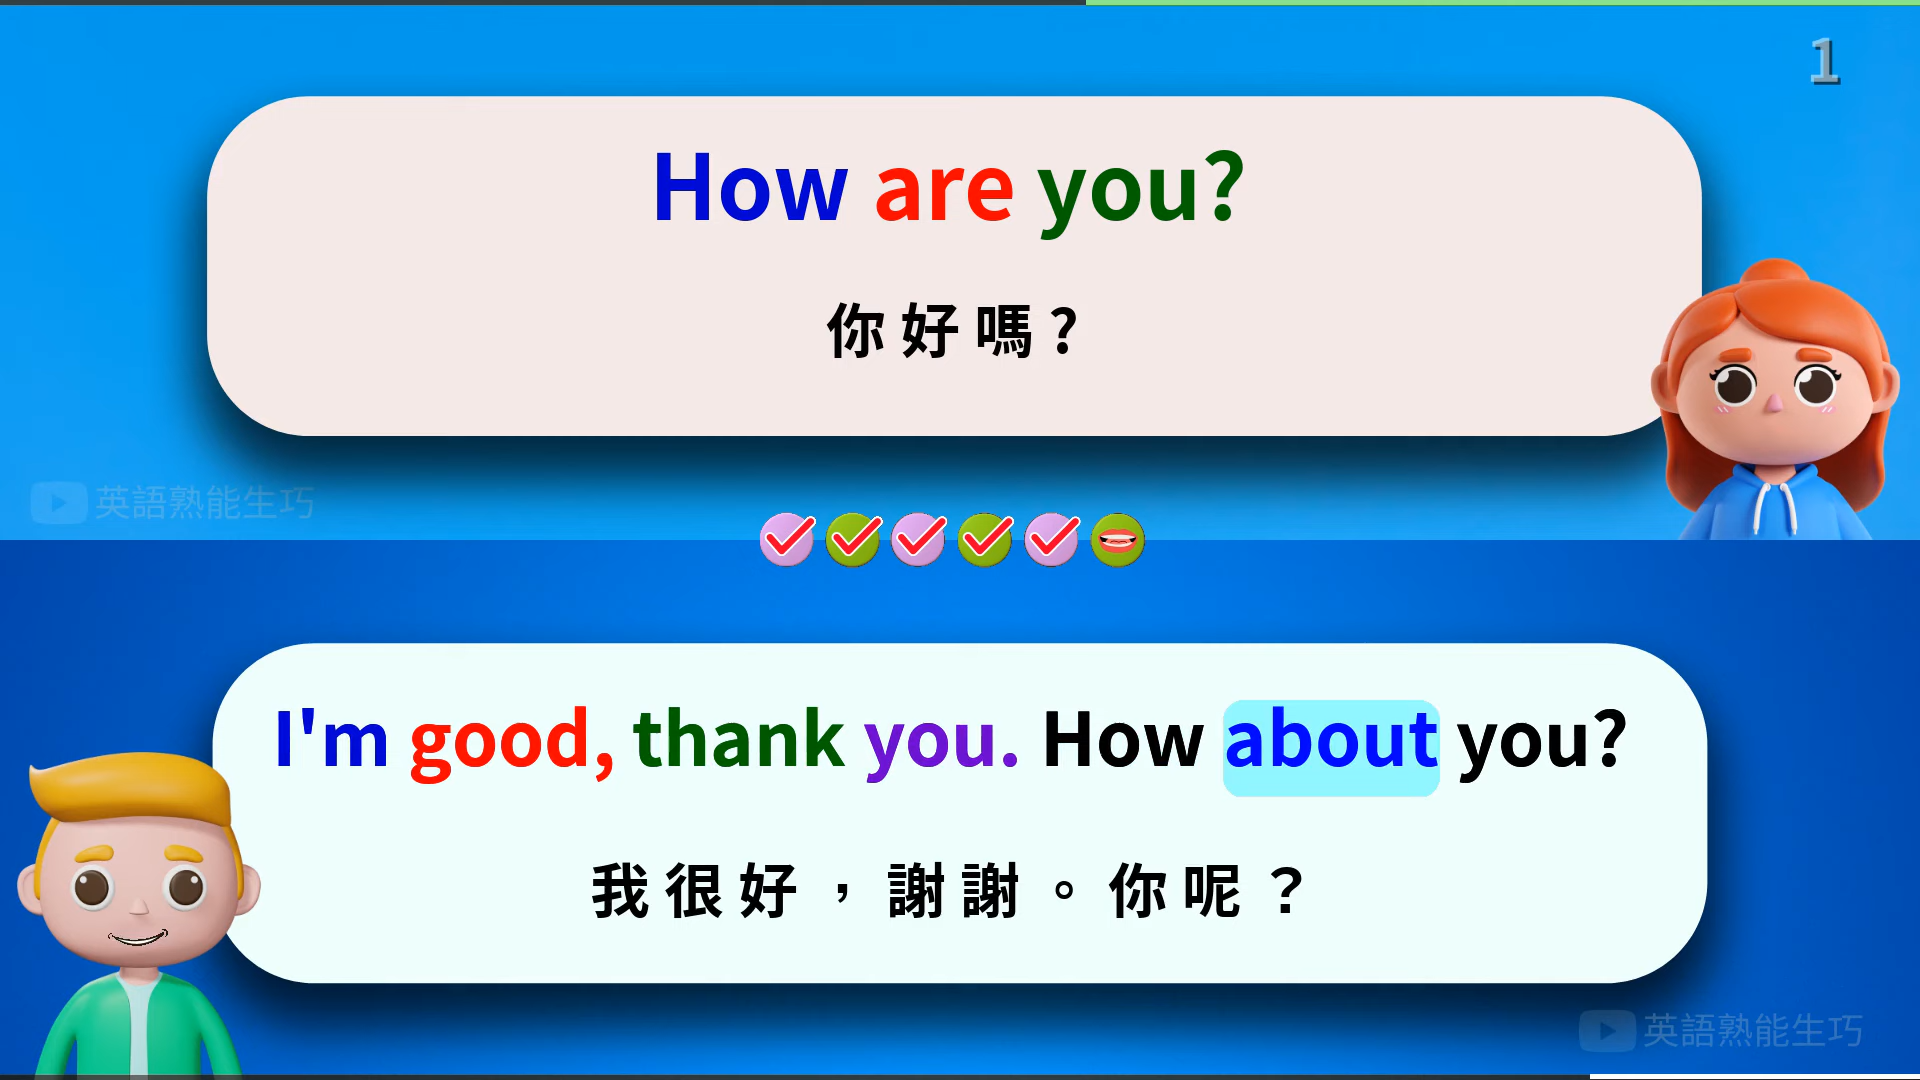 1
How are you?
你好嗎?
英語熟能生巧
I'm good, thank you. How about you?
我很好，謝謝。你呢？
英語熟能生巧